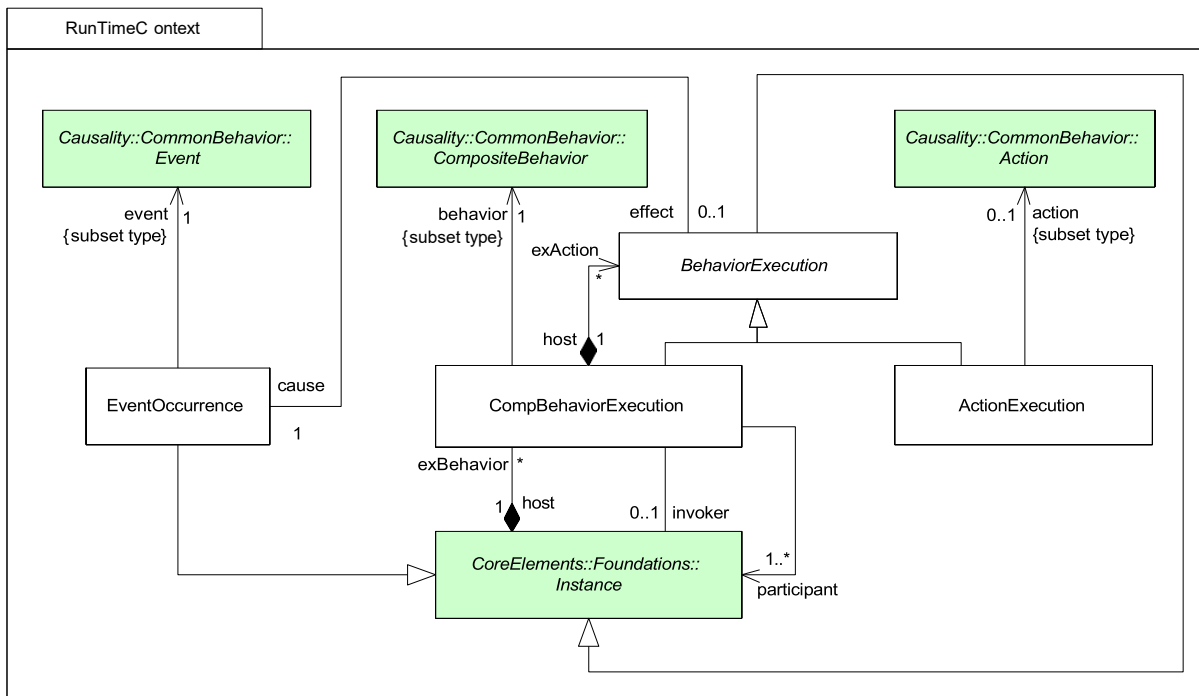 RunTimeC ontext
Causality::CommonBehavior::
Event
Causality::CommonBehavior::
CompositeBehavior
Causality::CommonBehavior::
Action
event
1
{subset type}
behavior
1
{subset type}
effect
0..1
0..1
action
{subset type}
exAction
*
BehaviorExecution
host
1
EventOccurrence
cause
1
CompBehaviorExecution
ActionExecution
exBehavior
*
1
host
0..1
invoker
1..*
participant
CoreElements::Foundations::
Instance